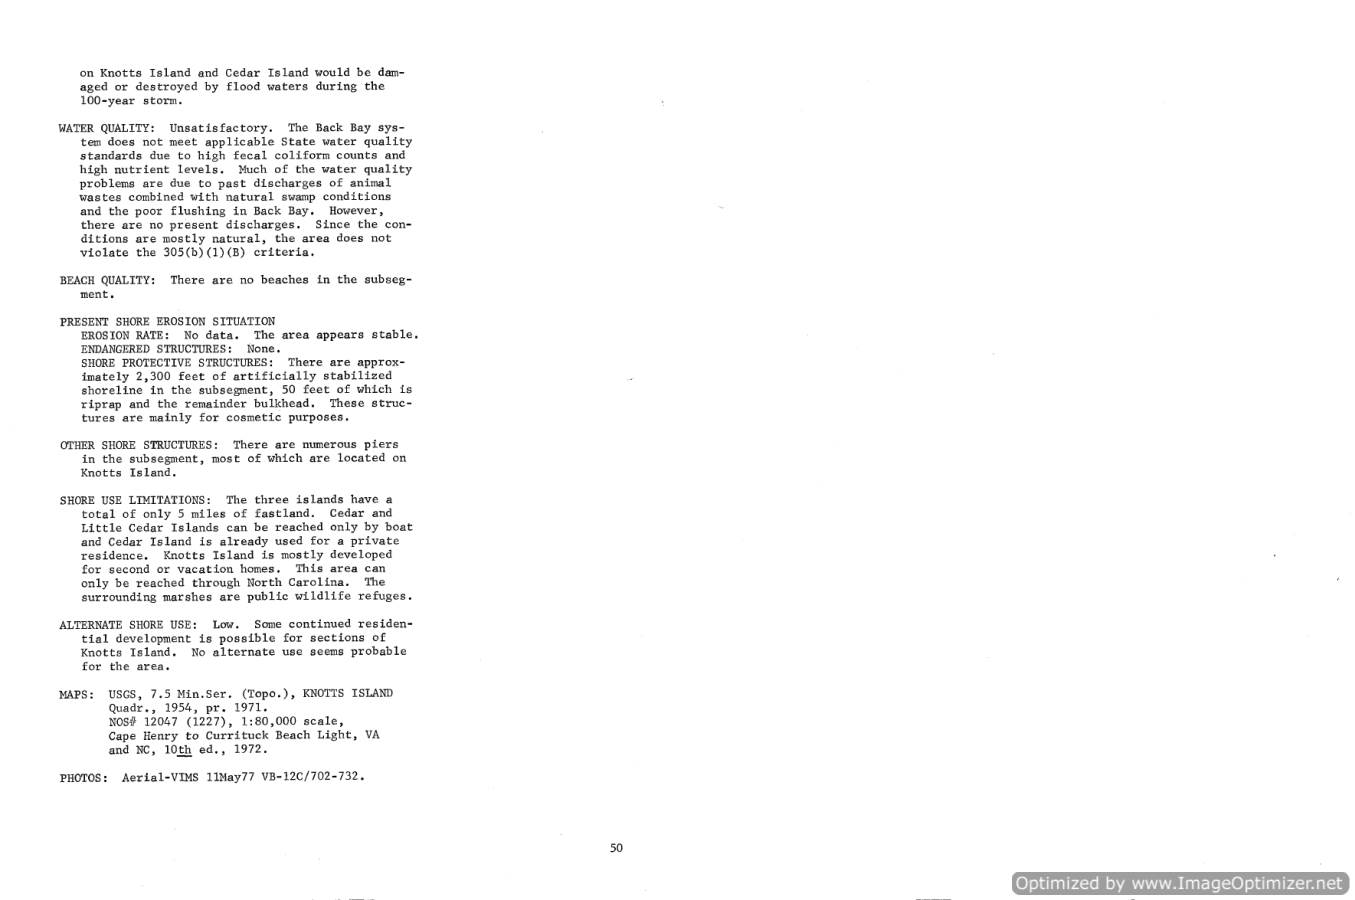 on Knotts Island and Cedar Island would be dam-
aged or destroyed by flood waters during the
100-year storm.
WATER QUALITY: Unsatisfactory. The Back Bay sys-
tem does not meet applicable State water quality
standards due to high fecal coliform counts and
high nutrient levels. Much of the water quality
problems are due to past discharges of animal
wastes combined with natural swamp conditions
and the poor flushing in Back Bay. However,
there are no present discharges. Since the con-
ditions are mostly natural, the area does not
violate the 305(b)(1)(B) criteria.
BEACH QUALITY: There are no beaches in the subseg-
ment.
PRESENT SHORE EROSION SITUATION
EROSION RATE: No data. The area appears stable.
ENDANGERED STRUCTURES: None.
SHORE PROTECTIVE STRUCTURES: There are approx-
imately 2,300 feet of artificially stabilized
shoreline in the subsegment, 50 feet of which is
riprap and the remainder bulkhead. These struc-
tures are mainly for cosmetic purposes.
OTHER SHORE STRUCTURES: There are numerous piers
in the subsegment, most of which are located on
Knotts Island.
SHORE USE LIMITATIONS: The three islands have a
total of only 5 miles of fastland. Cedar and
Little Cedar Islands can be reached only by boat
and Cedar Island is already used for a private
residence. Knotts Island is mostly developed
for second or vacation homes. This area can
only be reached through North Carolina. The
surrounding marshes are public wildlife refuges.
ALTERNATE SHORE USE: Low. Some continued residen-
tial development is possible for sections of
Knotts Island. No alternate use seems probable
for the area.
MAPS: USGS, 7.5 Min.Ser. (Topo.), KNOTTS ISLAND
Quadr., 1954, pr. 1971.
NOS# 12047 (1227), 1:80,000 scale,
Cape Henry to Currituck Beach Light, VA
and NC, 10th ed., 1972.
PHOTOS: Aerial-VIMS 11May77 VB-12C/702-732.
50
Optimized by www.ImageOptimizer.net